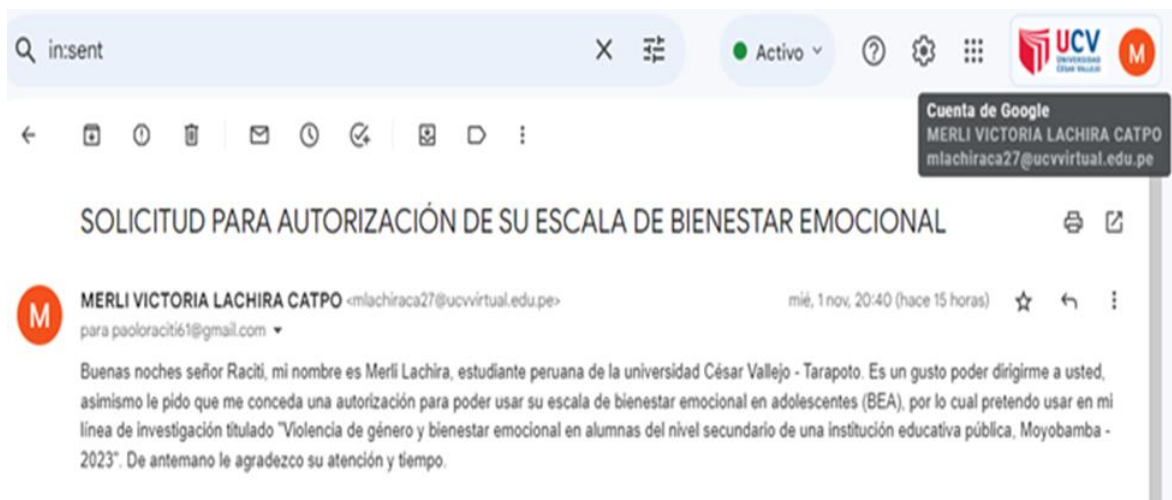 in:sent
Activo
UCV
UNIVERSIDAD
CÉSAR VALLEJO
M
Cuenta de Google
MERLI VICTORIA LACHIRA CATPO
mlachiraca27@ucvvirtual.edu.pe
SOLICITUD PARA AUTORIZACIÓN DE SU ESCALA DE BIENESTAR EMOCIONAL
M
MERLI VICTORIA LACHIRA CATPO <mlachiraca27@ucvvirtual.edu.pe> mié, 1 nov, 20:40 (hace 15 horas)
para paoloraciti61@gmail.com
Buenas noches señor Raciti, mi nombre es Merli Lachira, estudiante peruana de la universidad César Vallejo - Tarapoto. Es un gusto poder dirigirme a usted,
asimismo le pido que me conceda una autorización para poder usar su escala de bienestar emocional en adolescentes (BEA), por lo cual pretendo usar en mi
línea de investigación titulado "Violencia de género y bienestar emocional en alumnas del nivel secundario de una institución educativa pública, Moyobamba -
2023". De antemano le agradezco su atención y tiempo.